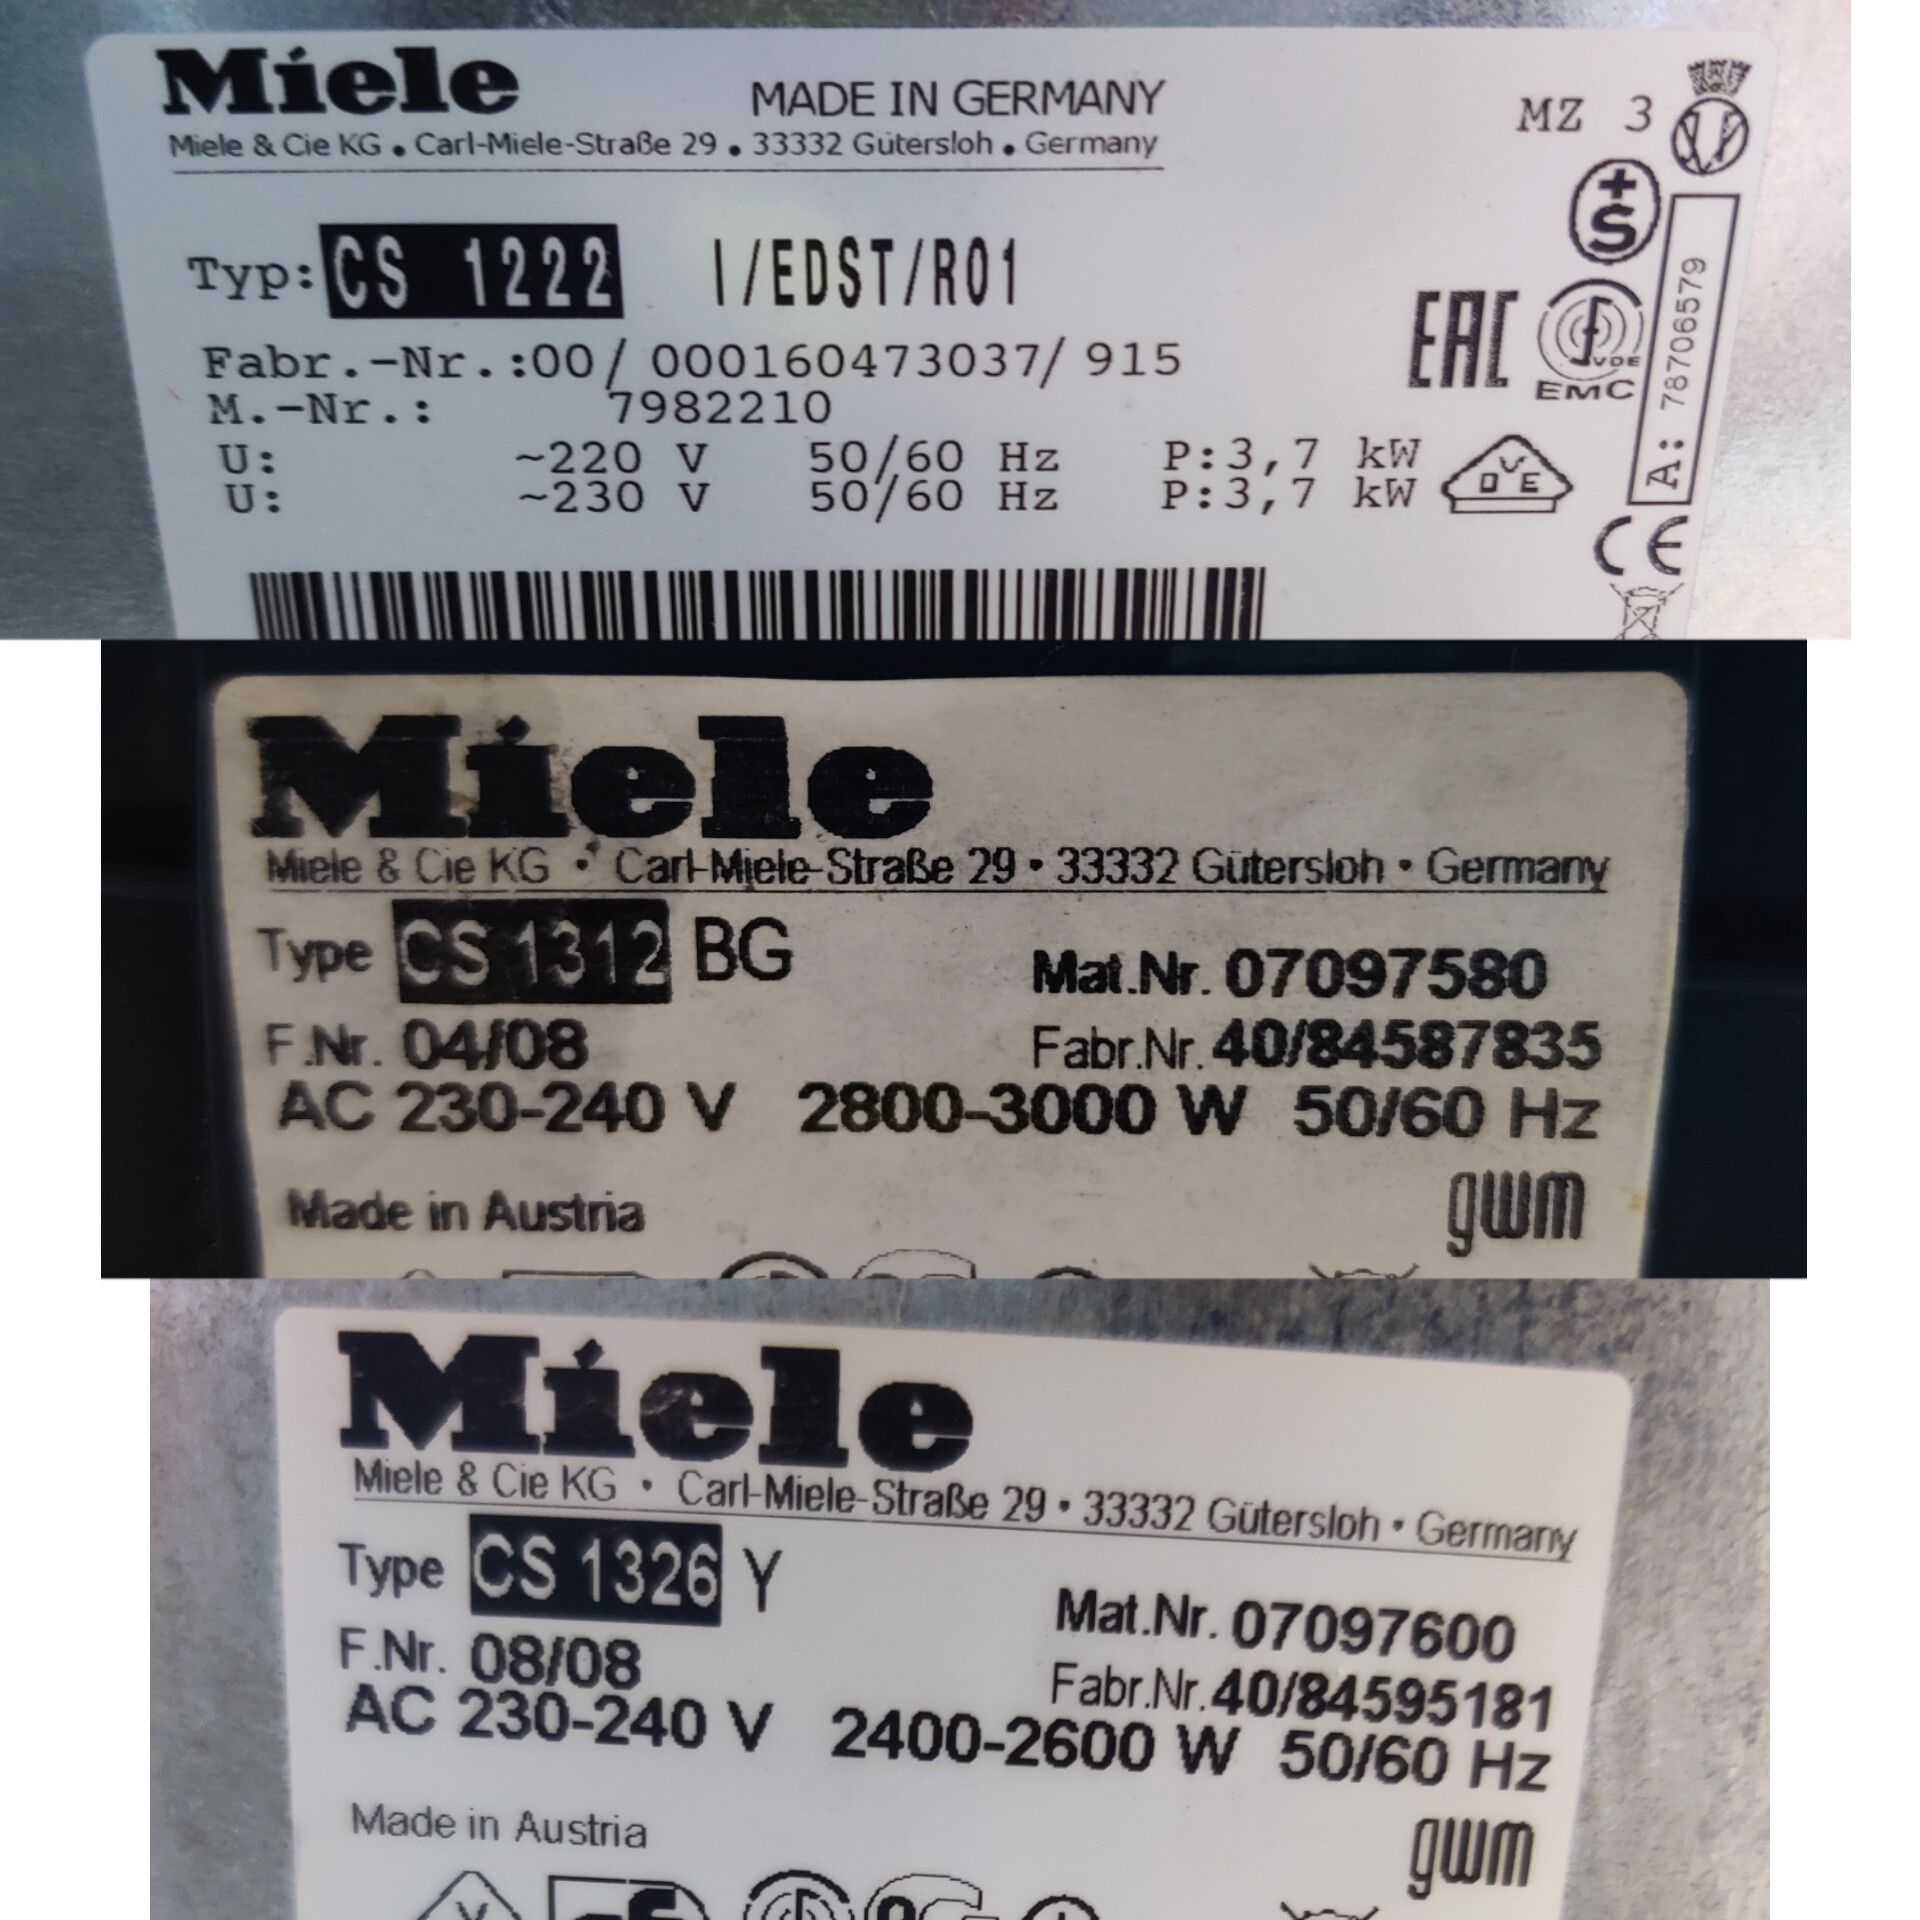 Miele
MADE IN GERMANY
MZ 3
Miele & Cie KG • Carl-Miele-Straße 29 • 33332 Gütersloh • Germany
Typ: CS 1222 I/EDST/R01
Fabr.-Nr.:00/ 000160473037/ 915
M.-Nr.: 7982210
U: ~220 V 50/60 Hz P:3,7 kW
U: ~230 V 50/60 Hz P:3,7 kW
+S
EAC
VDE
EMC
DVE
A: 78706579
CE
Miele
Miele & Cie KG • Carl-Miele-Straße 29 • 33332 Gütersloh • Germany
Type CS 1312 BG
Mat.Nr. 07097580
F.Nr. 04/08
Fabr.Nr. 40/84587835
AC 230-240 V 2800-3000 W 50/60 Hz
Made in Austria
gwm
Miele
Miele & Cie KG • Carl-Miele-Straße 29 • 33332 Gütersloh • Germany
Type CS 1326 Y
Mat.Nr. 07097600
F.Nr. 08/08
Fabr.Nr. 40/84595181
AC 230-240 V 2400-2600 W 50/60 Hz
Made in Austria
gwm